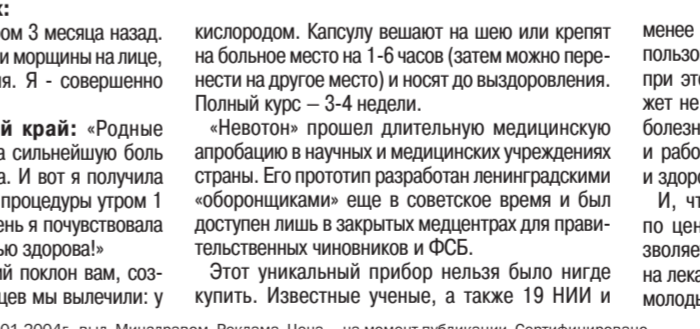 :
ом 3 месяца назад.
и морщины на лице,
ия. Я - совершенно
й край: «Родные
а сильнейшую боль
а. И вот я получила
процедуры утром 1
ень я почувствовала
ью здорова!»
ий поклон вам, соз-
цев мы вылечили: у
кислородом. Капсулу вешают на шею или крепят
на больное место на 1-6 часов (затем можно пере-
нести на другое место) и носят до выздоровления.
Полный курс – 3-4 недели.
«Невотон» прошел длительную медицинскую
апробацию в научных и медицинских учреждениях
страны. Его прототип разработан ленинградскими
«оборонщиками» еще в советское время и был
доступен лишь в закрытых медцентрах для прави-
тельственных чиновников и ФСБ.
Этот уникальный прибор нельзя было нигде
купить. Известные ученые, а также 19 НИИ и
менее
пользо
при это
жет не
болезн
и рабо
и здоро
И, чт
по цен
зволяе
на лека
молоды
01.2004г. выд. Минздравом. Реклама. Цена – на момент публикации. Сертифицировано